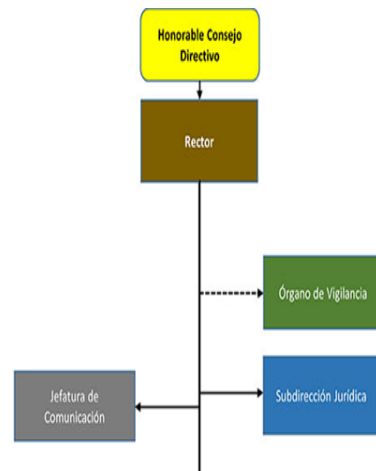 Honorable Consejo
Directivo
Rector
Órgano de Vigilancia
Jefatura de
Comunicación
Subdirección Jurídica